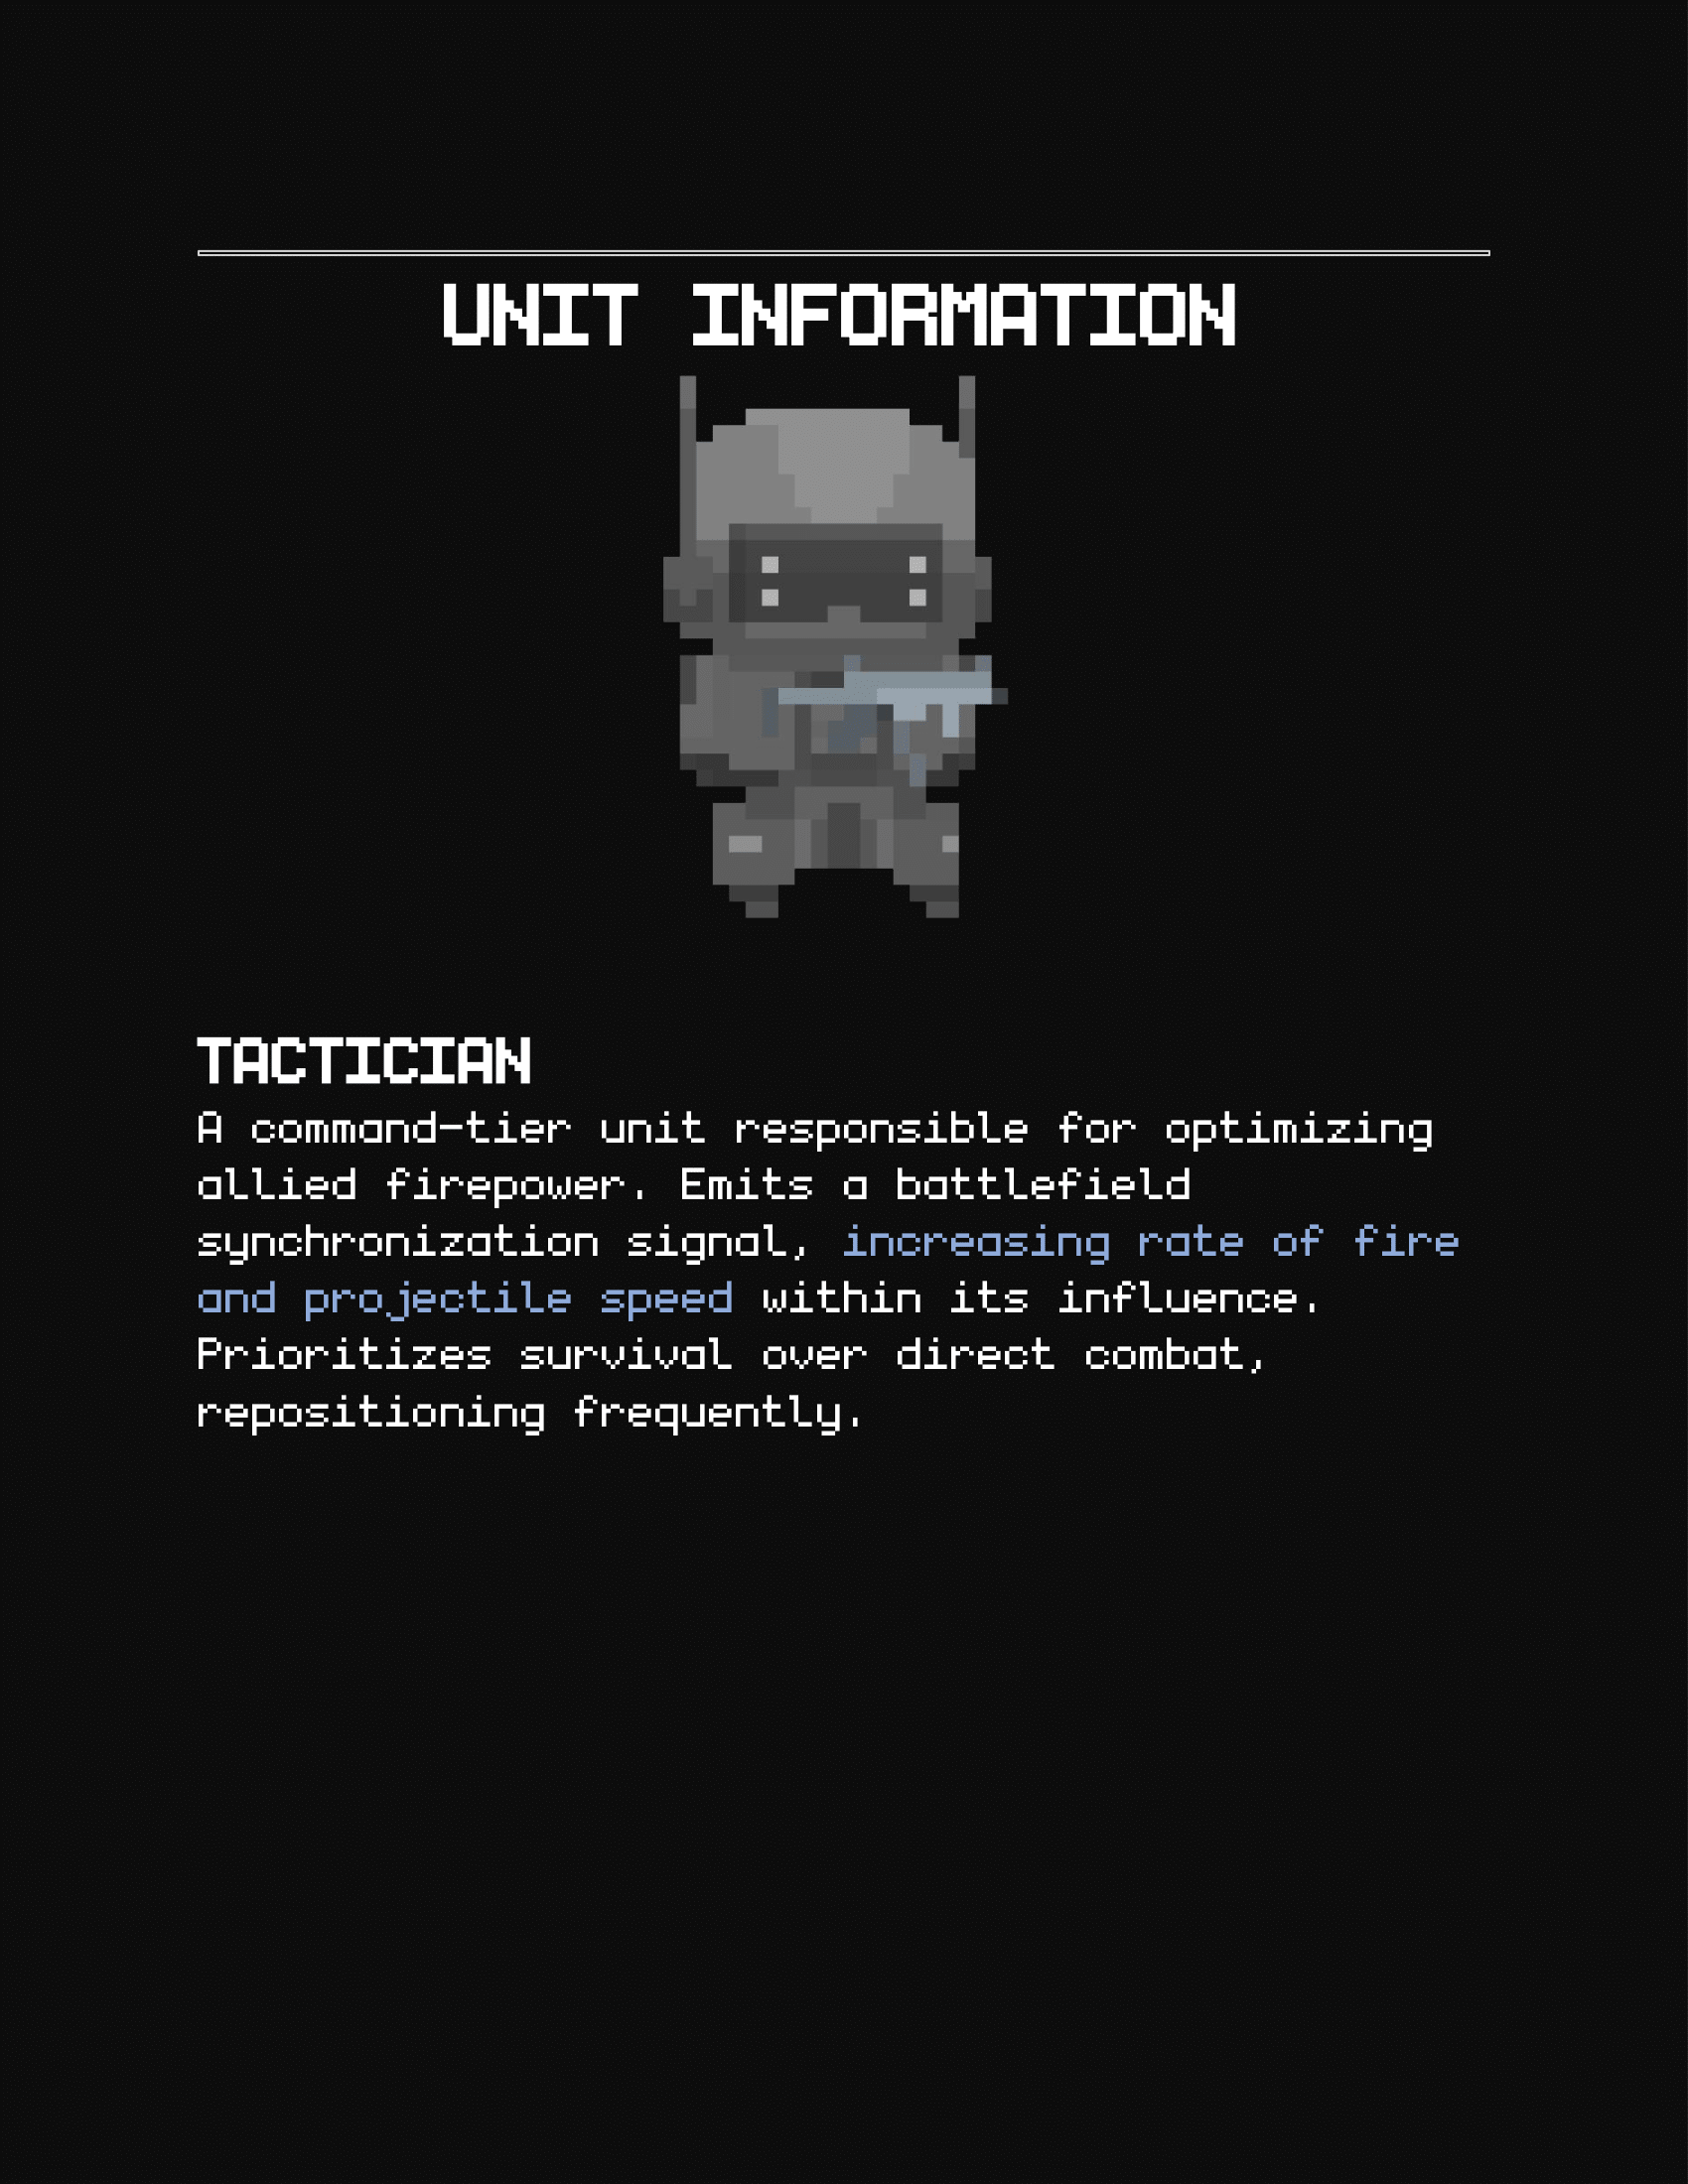 UNIT INFORMATION
TACTICIAN
A command-tier unit responsible for optimizing
allied firepower. Emits a battlefield
synchronization signal, increasing rate of fire
and projectile speed within its influence.
Prioritizes survival over direct combat,
repositioning frequently.